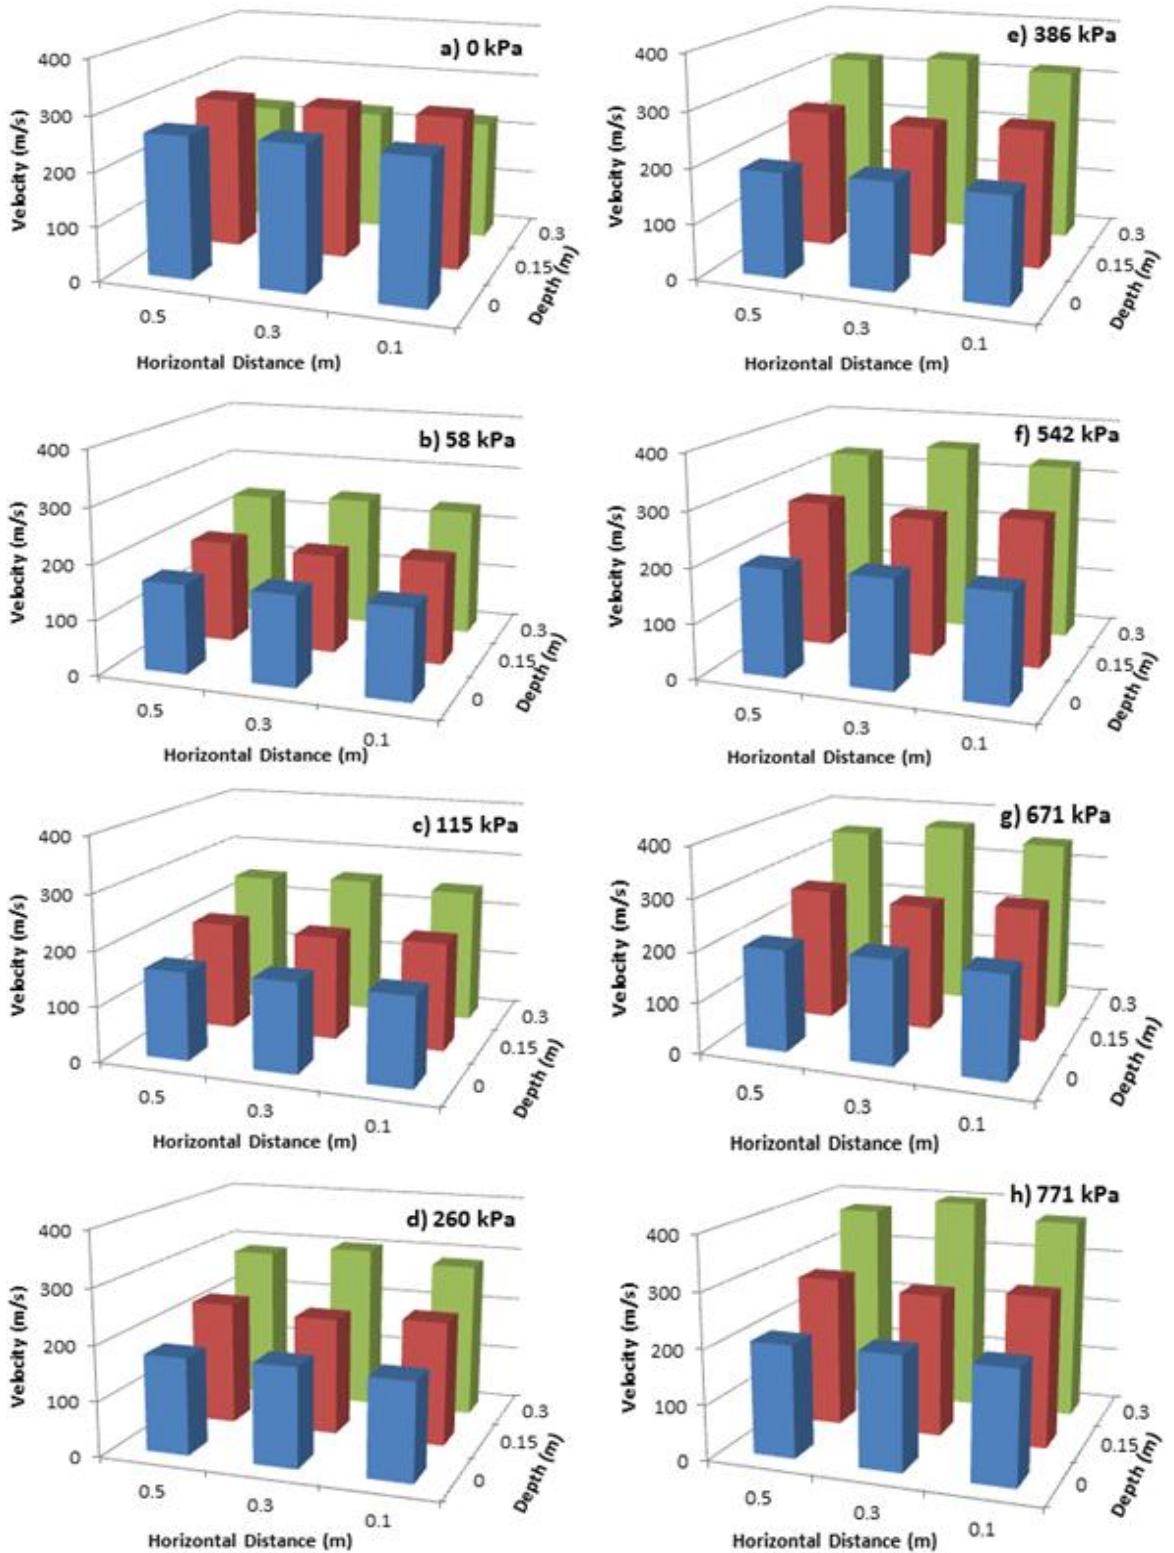 a) 0 kPa
Velocity (m/s)
400
300
200
100
0
0.5
0.3
0.1
Horizontal Distance (m)
0
0.15
0.3
Depth (m)
e) 386 kPa
Velocity (m/s)
400
300
200
100
0
0.5
0.3
0.1
Horizontal Distance (m)
0
0.15
0.3
Depth (m)
b) 58 kPa
Velocity (m/s)
400
300
200
100
0
0.5
0.3
0.1
Horizontal Distance (m)
0
0.15
0.3
Depth (m)
f) 542 kPa
Velocity (m/s)
400
300
200
100
0
0.5
0.3
0.1
Horizontal Distance (m)
0
0.15
0.3
Depth (m)
c) 115 kPa
Velocity (m/s)
400
300
200
100
0
0.5
0.3
0.1
Horizontal Distance (m)
0
0.15
0.3
Depth (m)
g) 671 kPa
Velocity (m/s)
400
300
200
100
0
0.5
0.3
0.1
Horizontal Distance (m)
0
0.15
0.3
Depth (m)
d) 260 kPa
Velocity (m/s)
400
300
200
100
0
0.5
0.3
0.1
Horizontal Distance (m)
0
0.15
0.3
Depth (m)
h) 771 kPa
Velocity (m/s)
400
300
200
100
0
0.5
0.3
0.1
Horizontal Distance (m)
0
0.15
0.3
Depth (m)